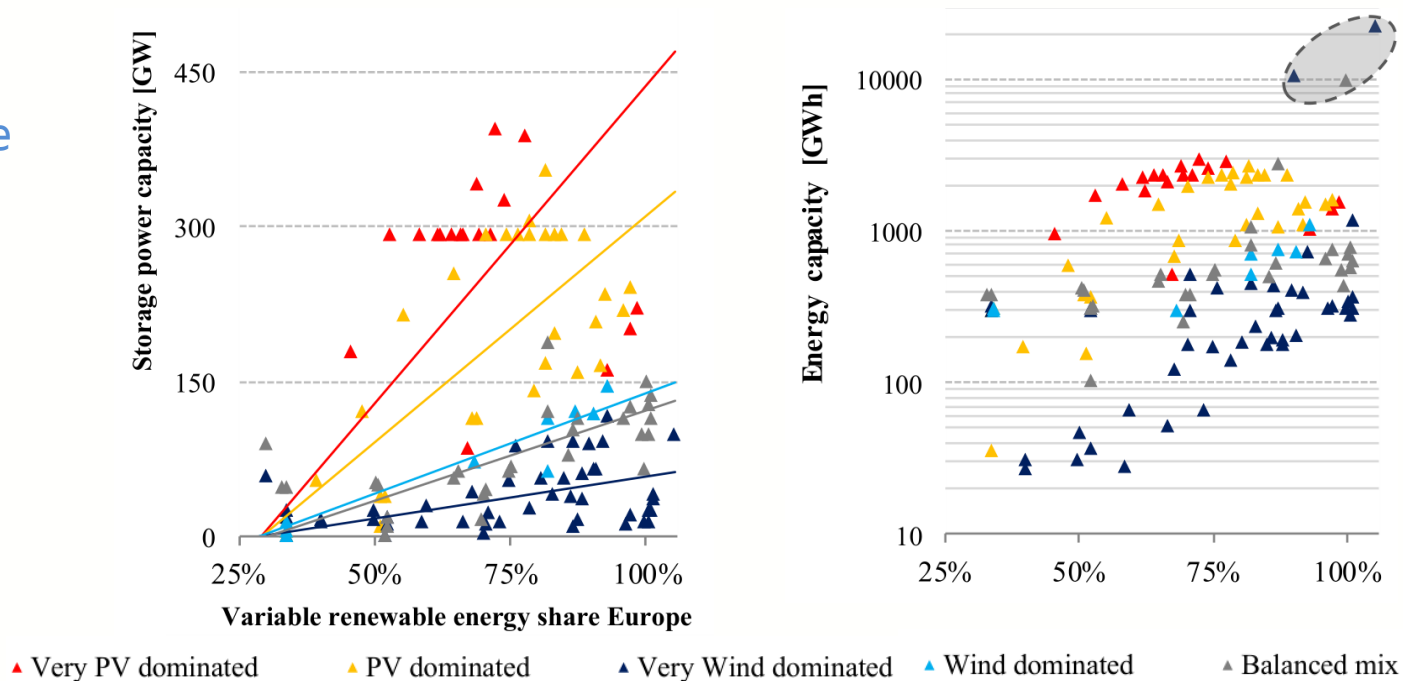 e
Storage power capacity [GW]
450
300
150
0
25%
50%
75%
100%
Variable renewable energy share Europe
Energy capacity [GWh]
10000
1000
100
10
25%
50%
75%
100%
Very PV dominated
PV dominated
Very Wind dominated
Wind dominated
Balanced mix